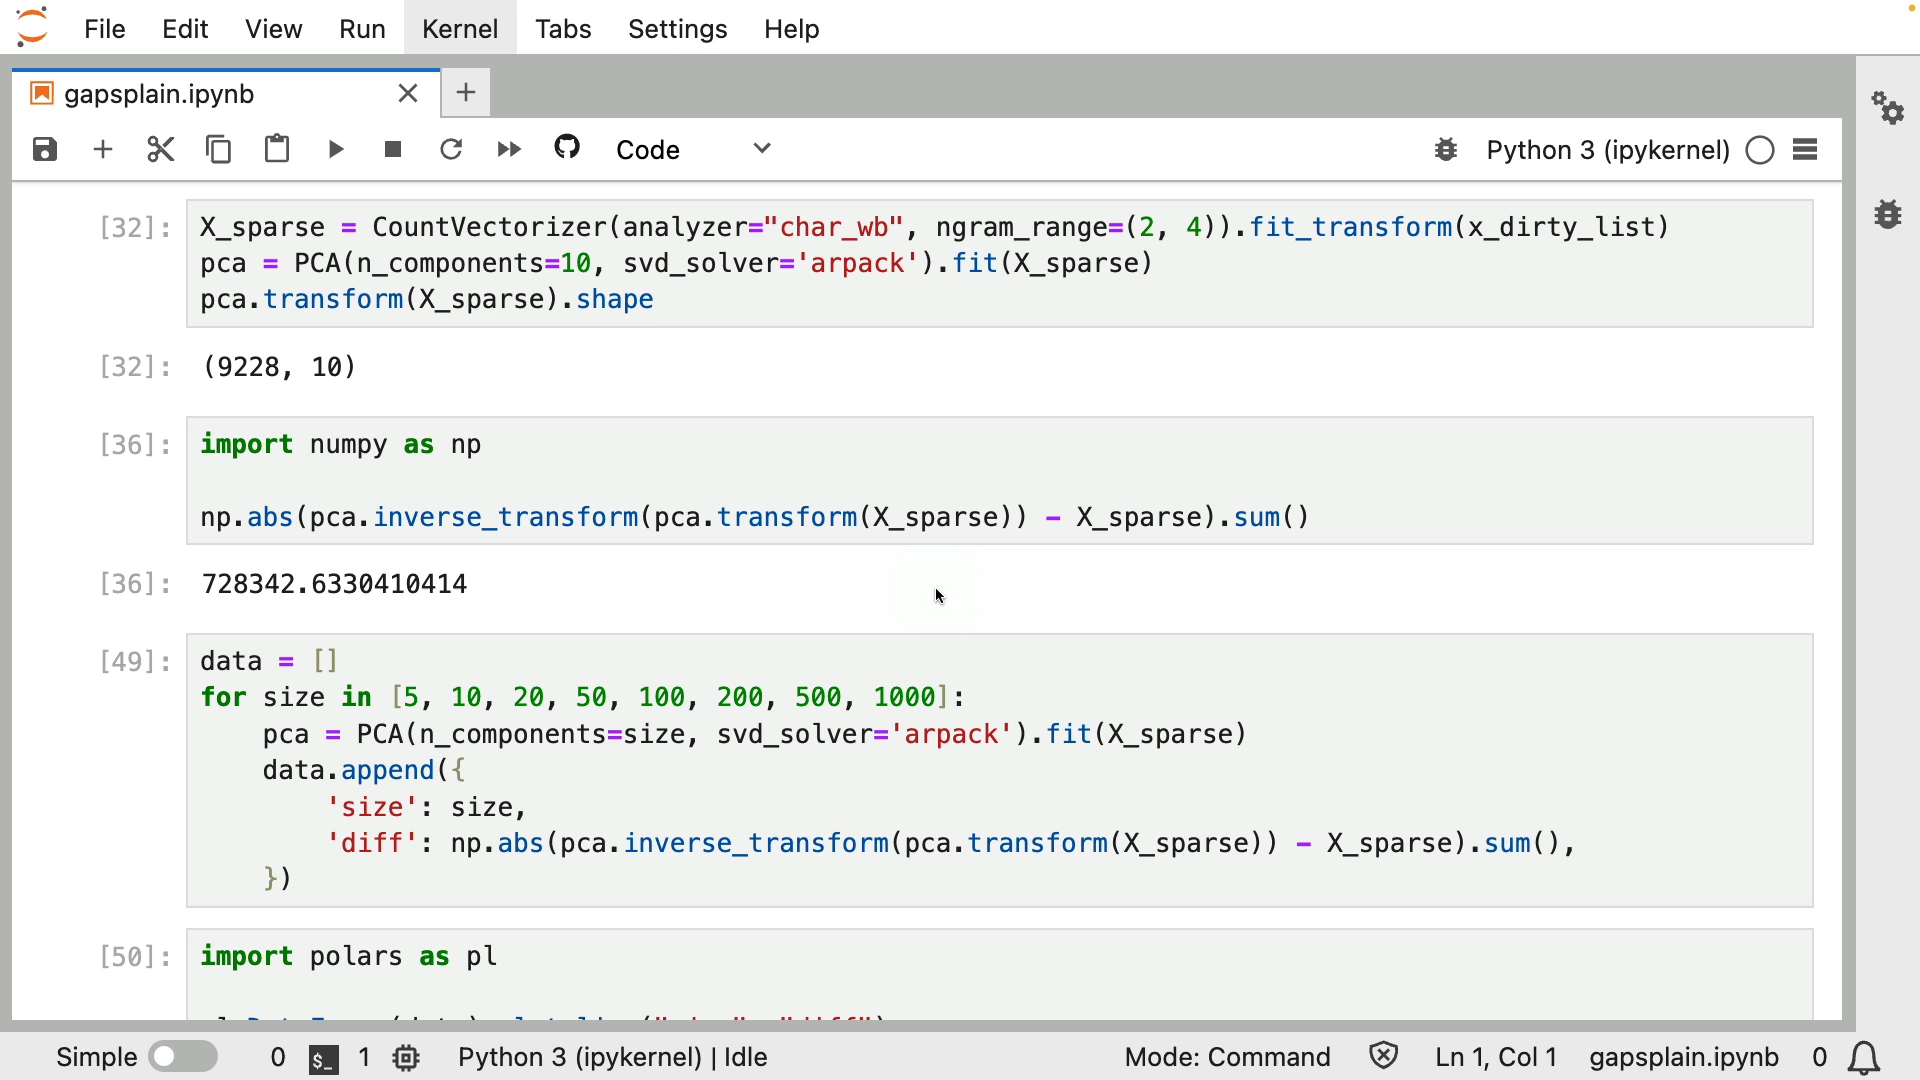 File Edit View Run Kernel Tabs Settings Help
gapsplain.ipynb
Code
Python 3 (ipykernel)
[32]: X_sparse = CountVectorizer(analyzer="char_wb", ngram_range=(2, 4)).fit_transform(x_dirty_list)
pca = PCA(n_components=10, svd_solver='arpack').fit(X_sparse)
pca.transform(X_sparse).shape
[32]: (9228, 10)
[36]: import numpy as np
np.abs(pca.inverse_transform(pca.transform(X_sparse)) - X_sparse).sum()
[36]: 728342.6330410414
[49]: data = []
for size in [5, 10, 20, 50, 100, 200, 500, 1000]:
    pca = PCA(n_components=size, svd_solver='arpack').fit(X_sparse)
    data.append({
        'size': size,
        'diff': np.abs(pca.inverse_transform(pca.transform(X_sparse)) - X_sparse).sum(),
    })
[50]: import polars as pl
Simple 0 $_ 1 Python 3 (ipykernel) | Idle Mode: Command Ln 1, Col 1 gapsplain.ipynb 0